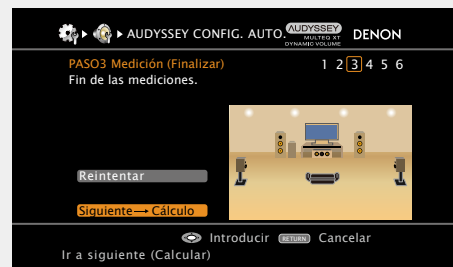 AUDYSSEY CONFIG. AUTO.
AUDYSSEY
MULTEQ XT
DYNAMIC VOLUME
DENON
PASO3 Medición (Finalizar)
1 2 3 4 5 6
Fin de las mediciones.
Reintentar
Siguiente→ Cálculo
Introducir RETURN Cancelar
Ir a siguiente (Calcular)